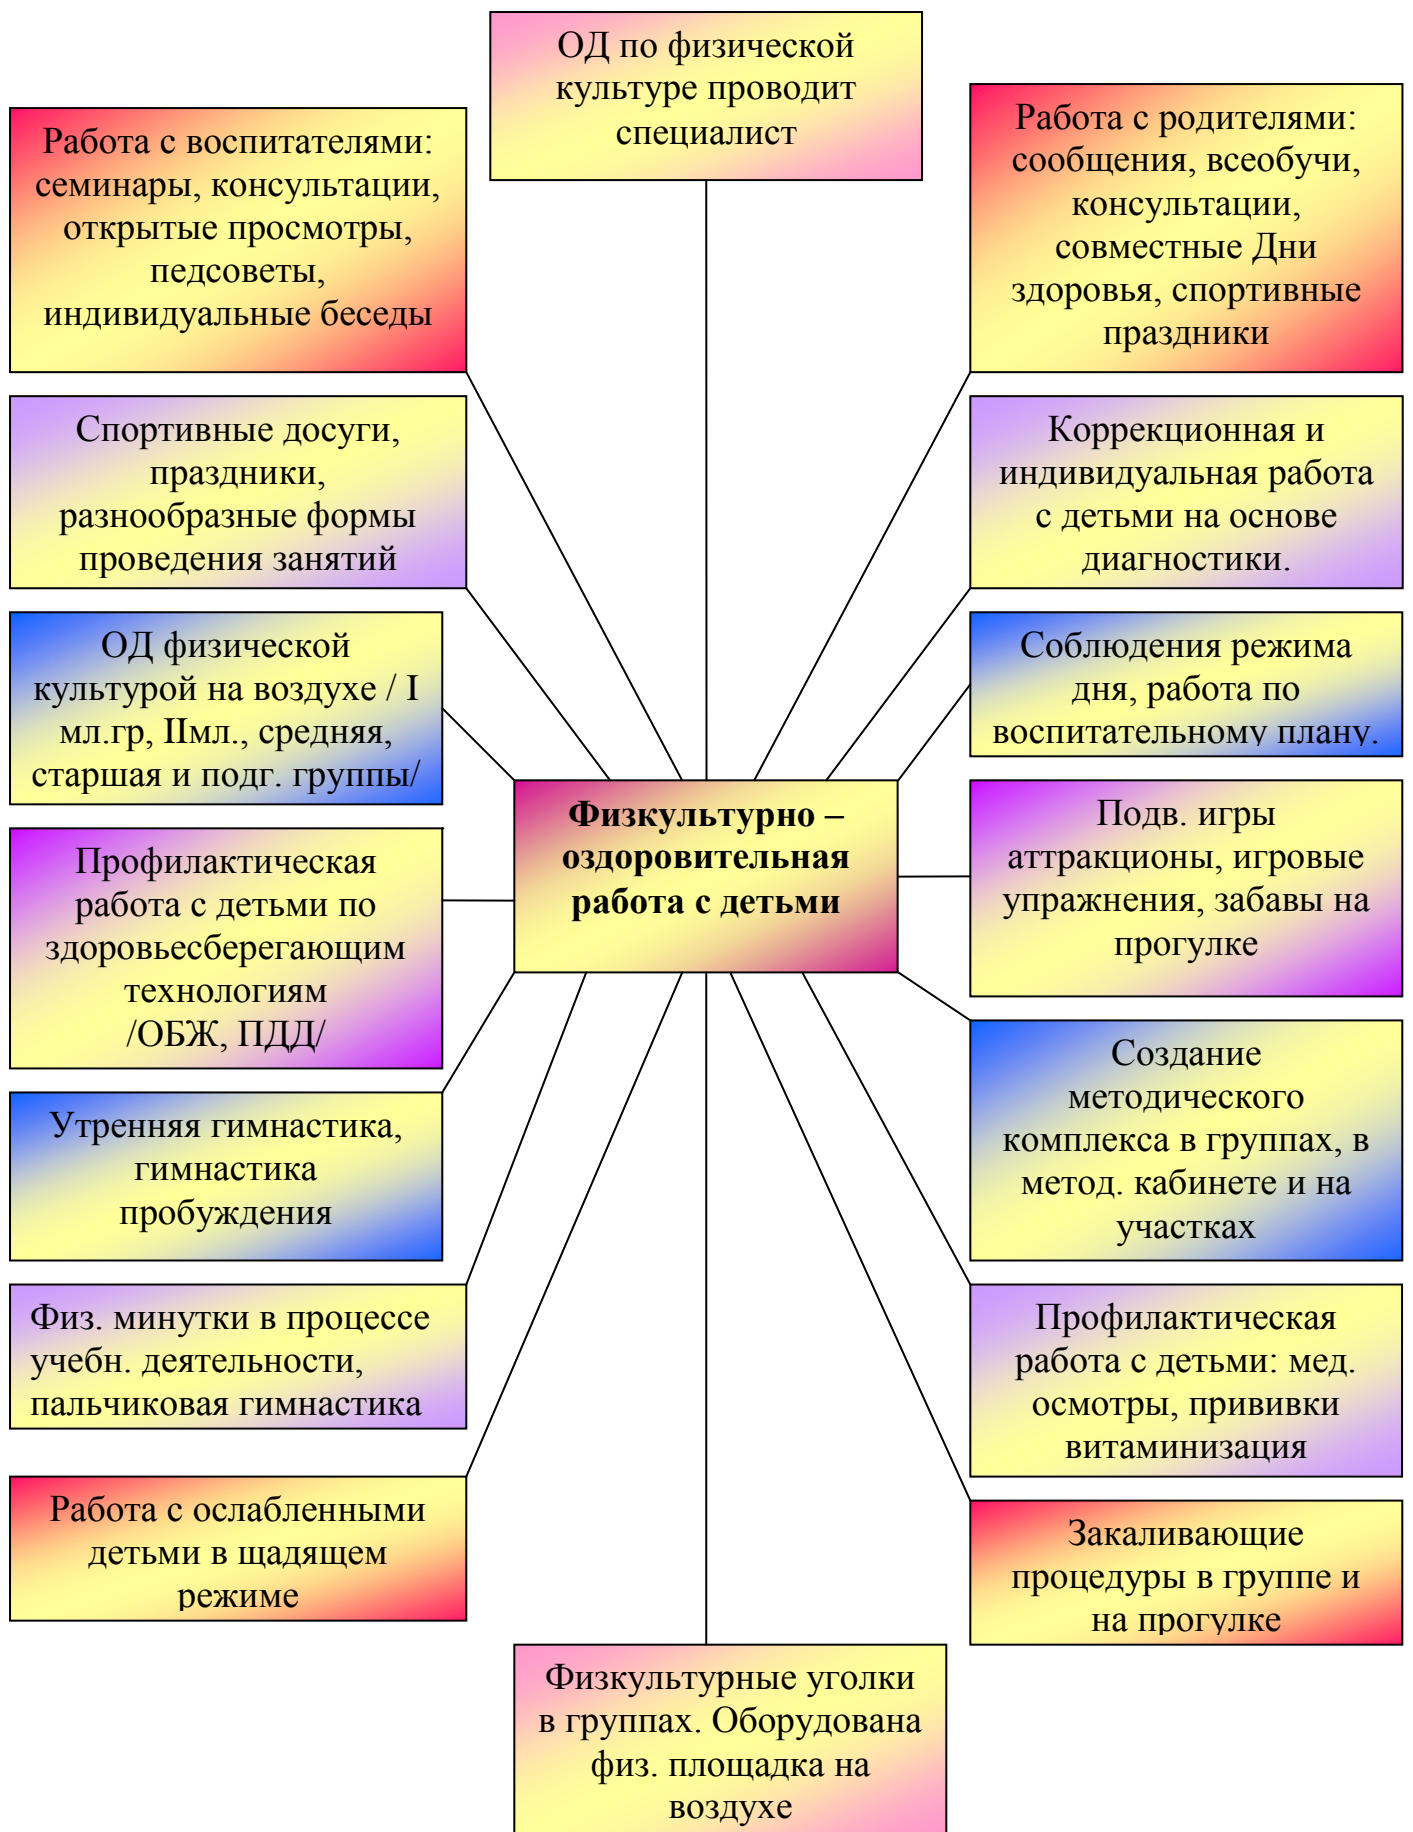 ОД по физической
культуре проводит
специалист
Работа с воспитателями:
семинары, консультации,
открытые просмотры,
педсоветы,
индивидуальные беседы
Работа с родителями:
сообщения, всеобучи,
консультации,
совместные Дни
здоровья, спортивные
праздники
Спортивные досуги,
праздники,
разнообразные формы
проведения занятий
Коррекционная и
индивидуальная работа
с детьми на основе
диагностики.
ОД физической
культурой на воздухе / I
мл.гр, IIмл., средняя,
старшая и подг. группы/
Соблюдения режима
дня, работа по
воспитательному плану.
Физкультурно –
оздоровительная
работа с детьми
Профилактическая
работа с детьми по
здоровьесберегающим
технологиям
/ОБЖ, ПДД/
Подв. игры
аттракционы, игровые
упражнения, забавы на
прогулке
Утренняя гимнастика,
гимнастика
пробуждения
Создание
методического
комплекса в группах, в
метод. кабинете и на
участках
Физ. минутки в процессе
учебн. деятельности,
пальчиковая гимнастика
Профилактическая
работа с детьми: мед.
осмотры, прививки
витаминизация
Работа с ослабленными
детьми в щадящем
режиме
Закаливающие
процедуры в группе и
на прогулке
Физкультурные уголки
в группах. Оборудована
физ. площадка на
воздухе